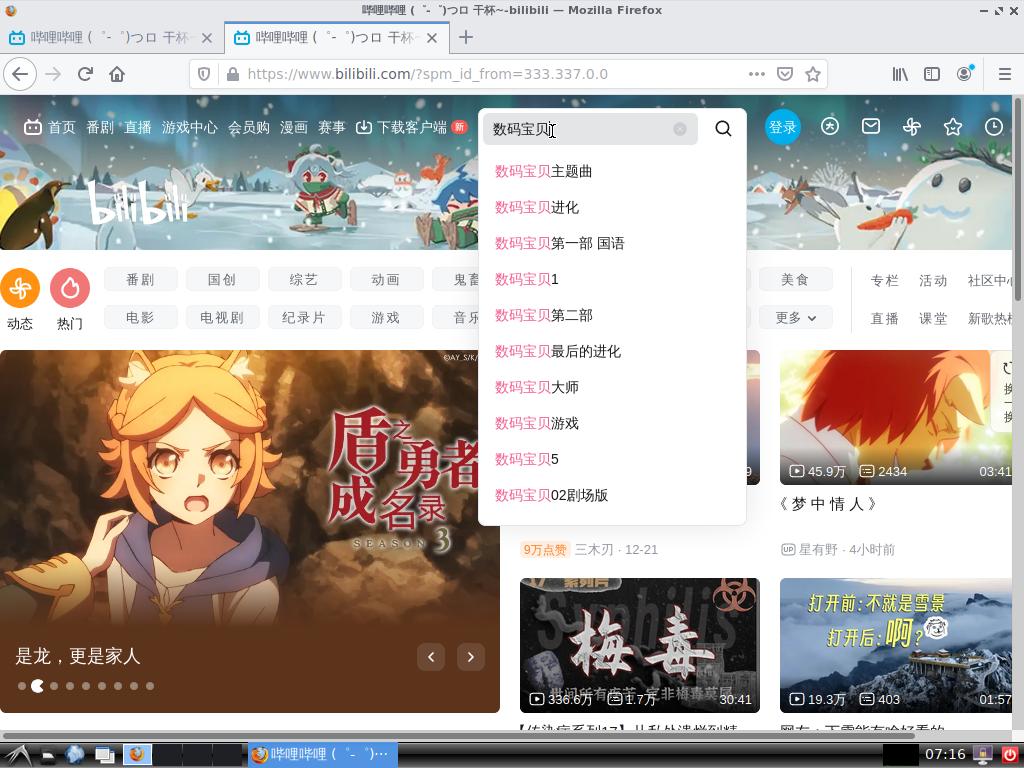 哔哩哔哩 (゜-゜)つロ 干杯~-bilibili — Mozilla Firefox
哔哩哔哩 (゜-゜)つロ 干杯
哔哩哔哩 (゜-゜)つロ 干杯
https://www.bilibili.com/?spm_id_from=333.337.0.0
首页 番剧 直播 游戏中心 会员购 漫画 赛事 下载客户端 新
数码宝贝
登录
bilibili
数码宝贝主题曲
数码宝贝进化
数码宝贝第一部 国语
数码宝贝1
数码宝贝第二部
数码宝贝最后的进化
数码宝贝大师
数码宝贝游戏
数码宝贝5
数码宝贝02剧场版
动态
热门
番剧 国创 综艺 动画 鬼畜 美食
电影 电视剧 纪录片 游戏 音乐 更多
专栏 活动 社区中心
直播 课堂 新歌热榜
盾之勇者
成名录
SEASON 3
是龙，更是家人
45.9万 2434 03:41
《 梦 中 情 人 》
UP 星有野 · 4小时前
换
一
换
9万点赞 三木刃 · 12-21
梅毒
336.6万 1.7万 30:41
打开前:不就是雪景
打开后:啊?
19.3万 403 01:57
07:16
哔哩哔哩 (゜-゜)···